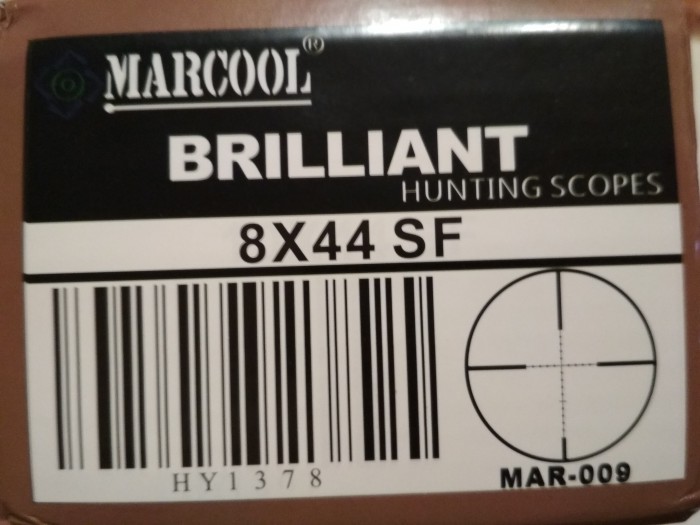 MARCOOL®
BRILLIANT
HUNTING SCOPES
8X44 SF
HY1378
MAR-009